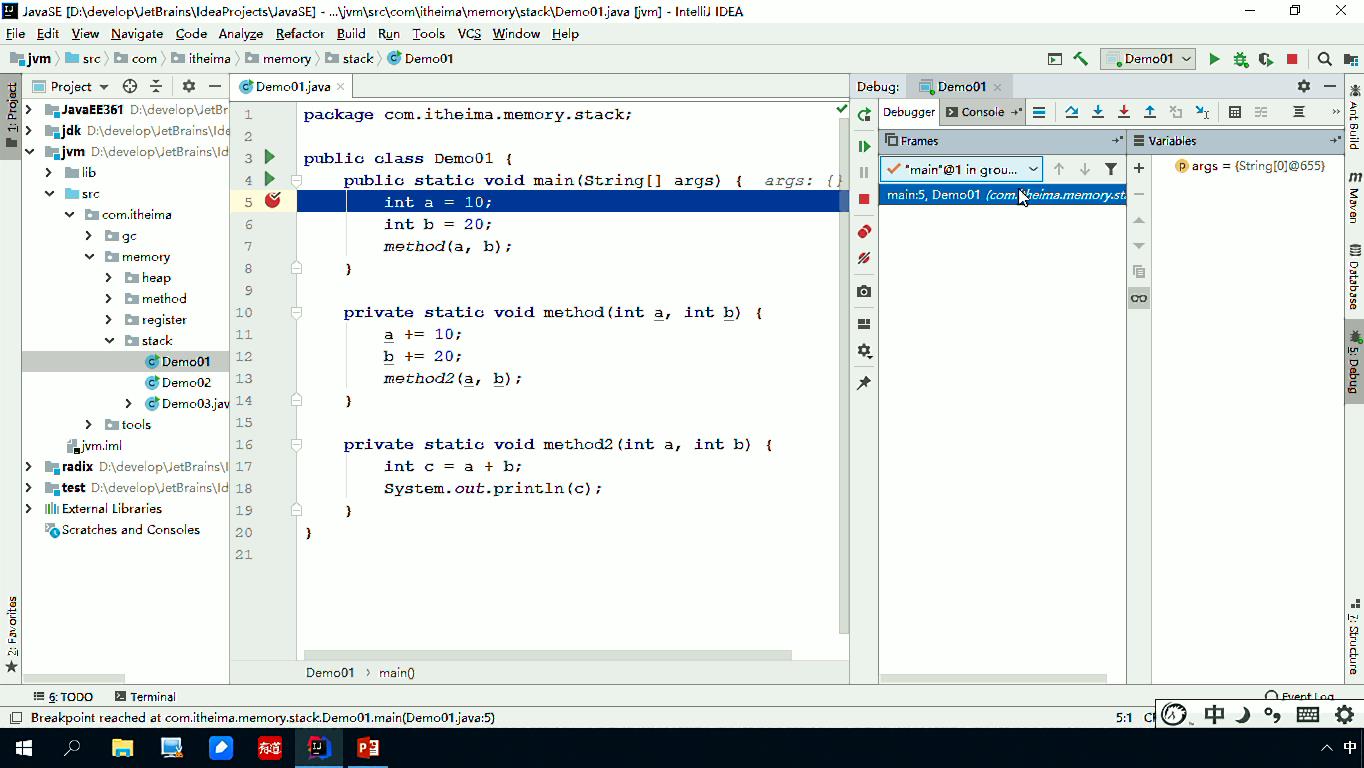 JavaSE [D:\develop\JetBrains\IdeaProjects\JavaSE] - ...\jvm\src\com\itheima\memory\stack\Demo01.java [jvm] - IntelliJ IDEA
File Edit View Navigate Code Analyze Refactor Build Run Tools VCS Window Help
jvm src com itheima memory stack Demo01
Demo01
1: Project
Project
JavaEE361 D:\develop\JetBr
jdk D:\develop\JetBrains\Ide
jvm D:\develop\JetBrains\Id
lib
src
com.itheima
gc
memory
heap
method
register
stack
Demo01
Demo02
Demo03.jav
tools
jvm.iml
radix D:\develop\JetBrains\I
test D:\develop\JetBrains\Id
External Libraries
Scratches and Consoles
2: Favorites
Demo01.java
1 package com.itheima.memory.stack;
2
3 public class Demo01 {
4 public static void main(String[] args) { args: {}
5 int a = 10;
6 int b = 20;
7 method(a, b);
8 }
9
10 private static void method(int a, int b) {
11 a += 10;
12 b += 20;
13 method2(a, b);
14 }
15
16 private static void method2(int a, int b) {
17 int c = a + b;
18 System.out.println(c);
19 }
20 }
21
Demo01 > main()
Debug: Demo01
Debugger Console
Frames
"main"@1 in grou...
main:5, Demo01 (com.itheima.memory.st
Variables
args = {String[0]@655}
Ant Build
Maven
Database
5: Debug
7: Structure
6: TODO Terminal
Event Log
Breakpoint reached at com.itheima.memory.stack.Demo01.main(Demo01.java:5)
5:1
中
有道
中